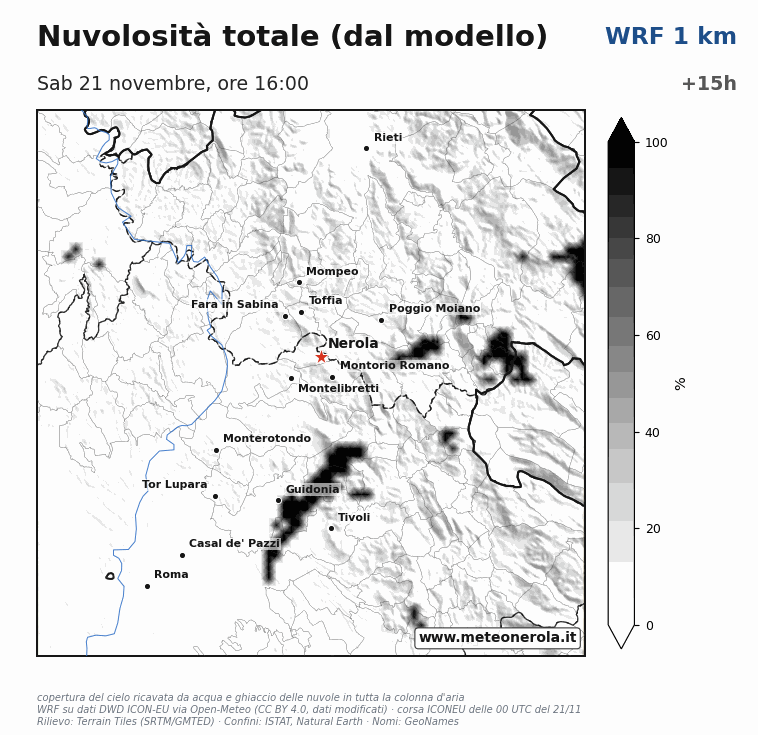 Nuvolosità totale (dal modello)
WRF 1 km
Sab 21 novembre, ore 16:00
+15h
Rieti
Mompeo
Fara in Sabina
Toffia
Poggio Moiano
Nerola
Montorio Romano
Montelibretti
Monterotondo
Tor Lupara
Guidonia
Tivoli
Casal de' Pazzi
Roma
www.meteonerola.it
100
80
60
40
20
0
%
copertura del cielo ricavata da acqua e ghiaccio delle nuvole in tutta la colonna d'aria
WRF su dati DWD ICON-EU via Open-Meteo (CC BY 4.0, dati modificati) · corsa ICONEU delle 00 UTC del 21/11
Rilievo: Terrain Tiles (SRTM/GMTED) · Confini: ISTAT, Natural Earth · Nomi: GeoNames